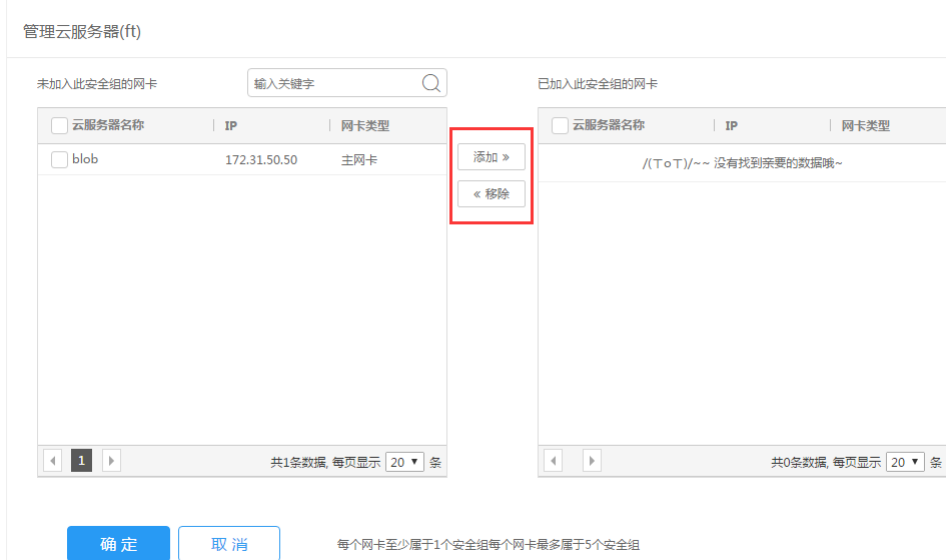 管理云服务器(ft)
未加入此安全组的网卡 输入关键字 已加入此安全组的网卡
云服务器名称 IP 网卡类型 云服务器名称 IP 网卡类型
blob 172.31.50.50 主网卡 添加 » /(ToT)/~~ 没有找到亲要的数据哦~
« 移除
1 共1条数据, 每页显示 20 条 共0条数据, 每页显示 20 条
确定 取消 每个网卡至少属于1个安全组每个网卡最多属于5个安全组